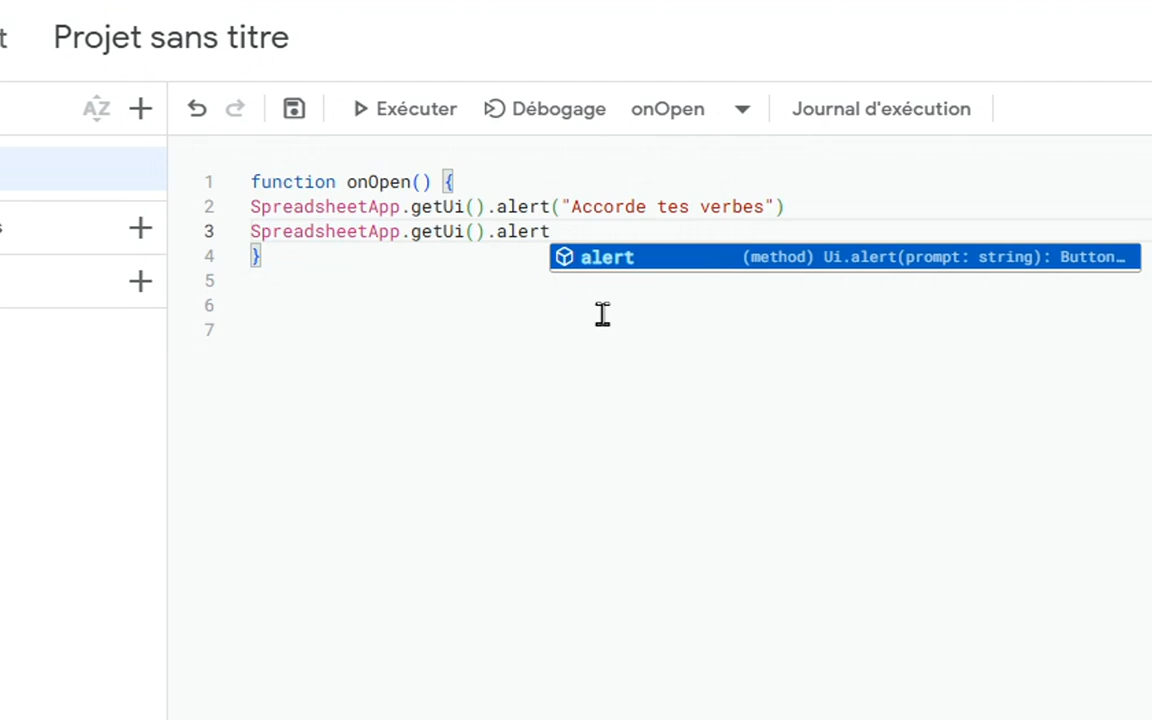 t Projet sans titre
AZ Exécuter Débogage onOpen Journal d'exécution
1 function onOpen() {
2 SpreadsheetApp.getUi().alert("Accorde tes verbes")
3 SpreadsheetApp.getUi().alert
4 }
alert (method) Ui.alert(prompt: string): Button…
5
6
7
s